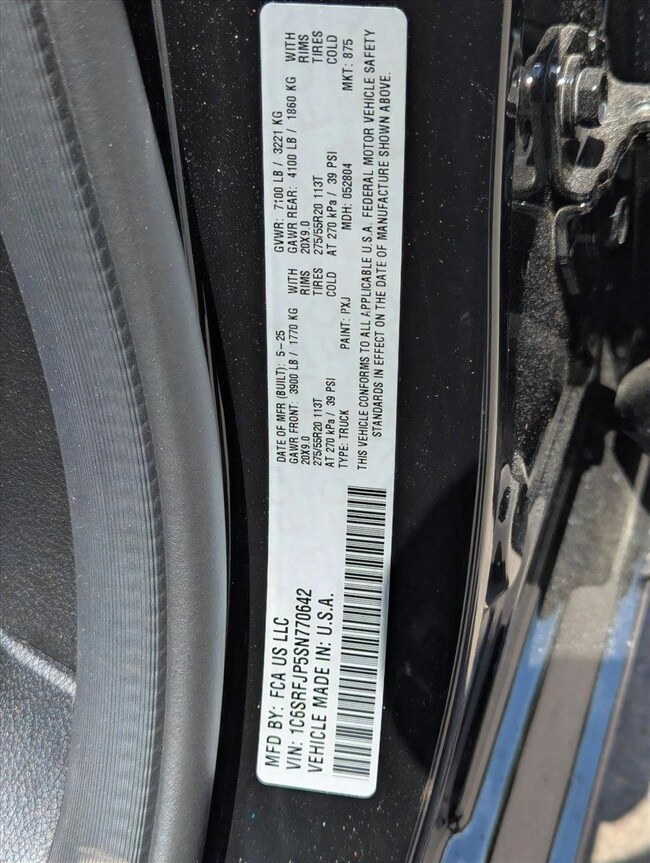 MFD BY: FCA US LLC
VIN: 1C6SRFJP5SN770642
VEHICLE MADE IN: U.S.A.
DATE OF MFR (BUILT): 5-25 GVWR: 7100 LB / 3221 KG
GAWR FRONT: 3900 LB / 1770 KG WITH GAWR REAR: 4100 LB / 1860 KG WITH
20X9.0 RIMS 20X9.0 RIMS
275/55R20 113T TIRES 275/55R20 113T TIRES
AT 270 kPa / 39 PSI COLD AT 270 kPa / 39 PSI COLD
TYPE: TRUCK PAINT: PXJ MDH: 052804 MKT: 875
THIS VEHICLE CONFORMS TO ALL APPLICABLE U.S.A. FEDERAL MOTOR VEHICLE SAFETY
STANDARDS IN EFFECT ON THE DATE OF MANUFACTURE SHOWN ABOVE.